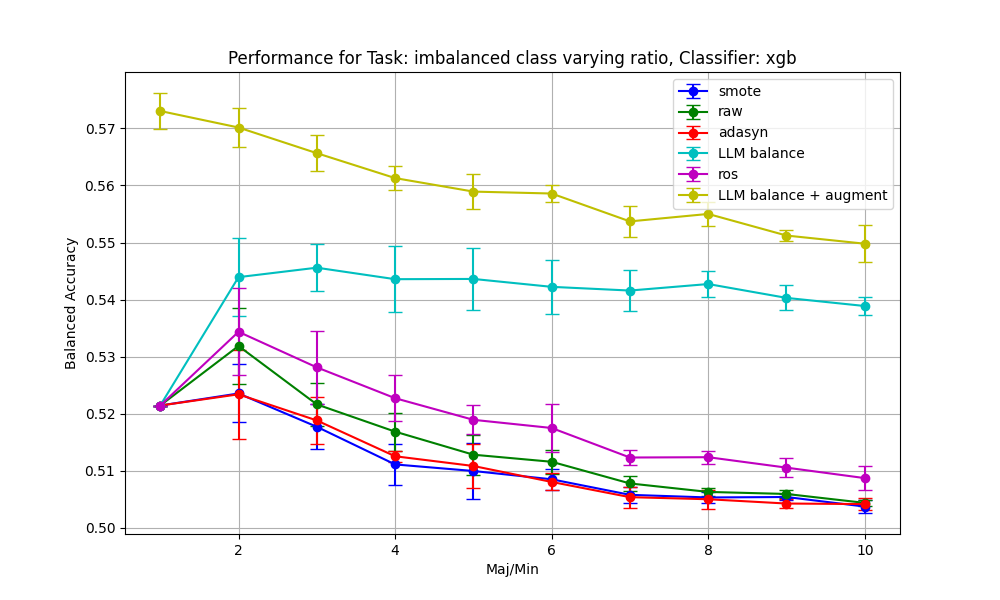 Performance for Task: imbalanced class varying ratio, Classifier: xgb
smote
raw
adasyn
LLM balance
ros
LLM balance + augment
Balanced Accuracy
0.57
0.56
0.55
0.54
0.53
0.52
0.51
0.50
2
4
6
8
10
Maj/Min